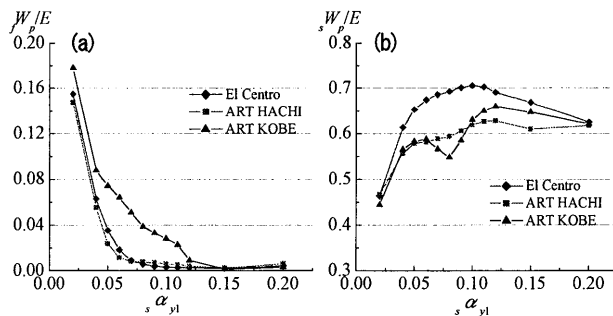 fWp/E
(a)
0.20
0.16
0.12
0.08
0.04
0.00
0.00 0.05 0.10 0.15 0.20
s αy1
El Centro
ART HACHI
ART KOBE
sWp/E
(b)
0.8
0.7
0.6
0.5
0.4
0.3
0.00 0.05 0.10 0.15 0.20
s αy1
El Centro
ART HACHI
ART KOBE